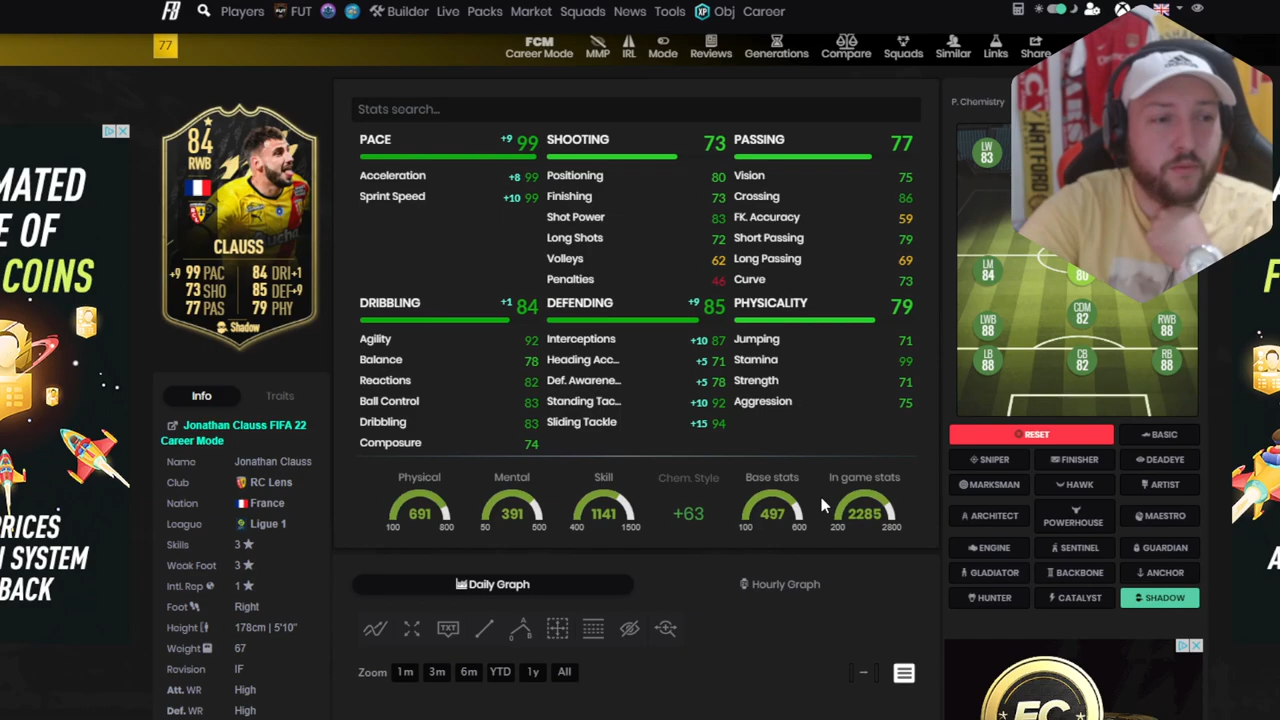 FB Players FUT Builder Live Packs Market Squads News Tools XP Obj Career
77
FCM
Career Mode MMP IRL Mode Reviews Generations Compare Squads Similar Links Share
84
RWB
CLAUSS
+9 99 PAC 84 DRI+1
73 SHO 85 DEF+9
77 PAS 79 PHY
Shadow
Stats search...
PACE +9 99 SHOOTING 73 PASSING 77
Acceleration +8 99 Positioning 80 Vision 75
Sprint Speed +10 99 Finishing 73 Crossing 86
Shot Power 83 FK. Accuracy 59
Long Shots 72 Short Passing 79
Volleys 62 Long Passing 69
Penalties 46 Curve 73
DRIBBLING +1 84 DEFENDING +9 85 PHYSICALITY 79
Agility 92 Interceptions +10 87 Jumping 71
Balance 78 Heading Acc... +5 71 Stamina 99
Reactions 82 Def. Awarene... +5 78 Strength 71
Ball Control 83 Standing Tac... +10 92 Aggression 75
Dribbling 83 Sliding Tackle +15 94
Composure 74
Physical Mental Skill Chem. Style Base stats In game stats
691 391 1141 +63 497 2285
100 800 50 500 400 1500 100 600 200 2800
Daily Graph Hourly Graph
TXT
Zoom 1m 3m 6m YTD 1y All →
Info Traits
Jonathan Clauss FIFA 22
Career Mode
Name Jonathan Clauss
Club RC Lens
Nation France
League Ligue 1
Skills 3 ★
Weak Foot 3 ★
Intl. Rep 1 ★
Foot Right
Height 178cm | 5'10"
Weight 67
Revision IF
Att. WR High
Def. WR High
P. Chemistry
LW
83
LM
84
80
LWB
88
CDM
82
RWB
88
LB
88
CB
82
RB
88
RESET BASIC
SNIPER FINISHER DEADEYE
MARKSMAN HAWK ARTIST
ARCHITECT POWERHOUSE MAESTRO
ENGINE SENTINEL GUARDIAN
GLADIATOR BACKBONE ANCHOR
HUNTER CATALYST SHADOW
MATED
E OF
COINS
PRICES
ON SYSTEM
BACK
WATFORD